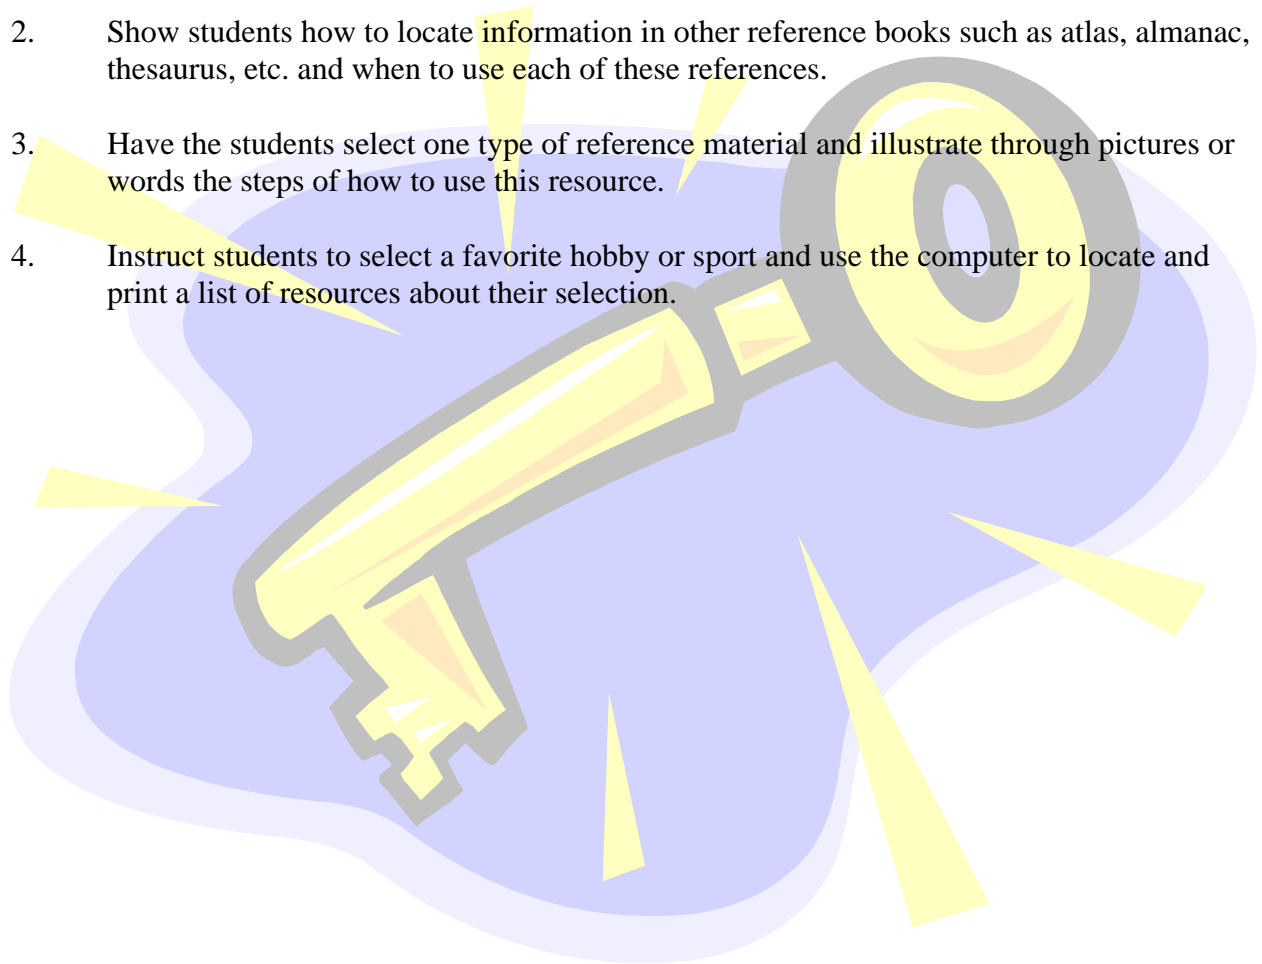 2. Show students how to locate information in other reference books such as atlas, almanac,
thesaurus, etc. and when to use each of these references.
3. Have the students select one type of reference material and illustrate through pictures or
words the steps of how to use this resource.
4. Instruct students to select a favorite hobby or sport and use the computer to locate and
print a list of resources about their selection.